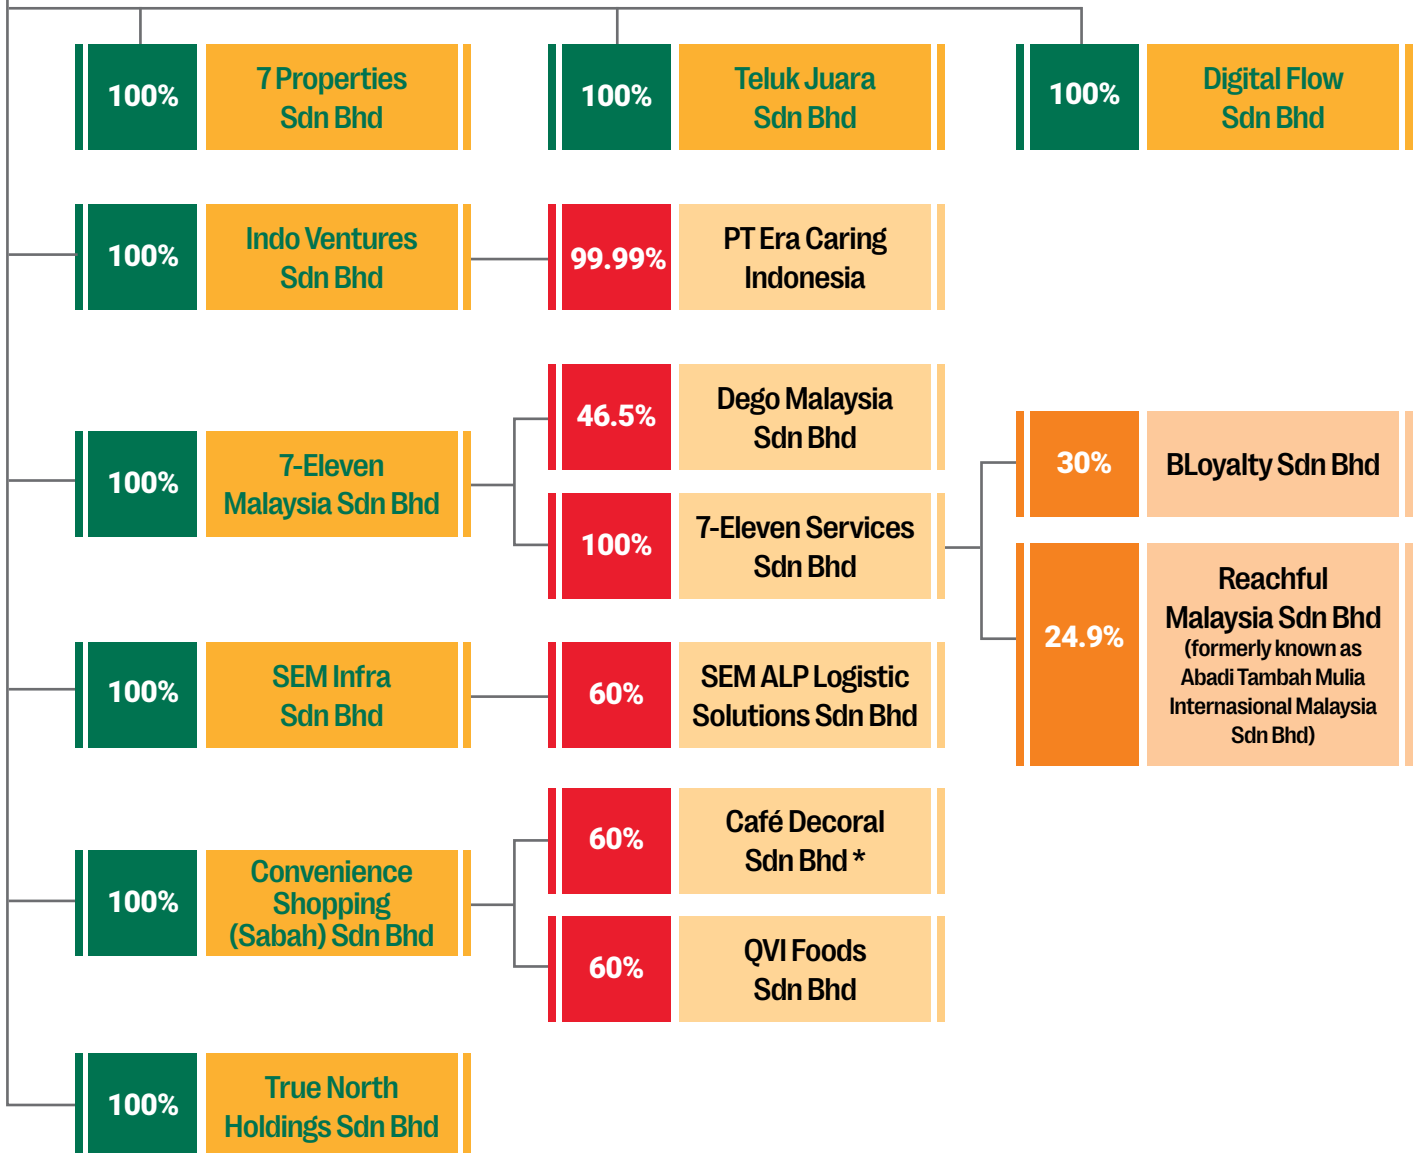 100%
7 Properties
Sdn Bhd
100%
Teluk Juara
Sdn Bhd
100%
Digital Flow
Sdn Bhd
100%
Indo Ventures
Sdn Bhd
99.99%
PT Era Caring
Indonesia
100%
7-Eleven
Malaysia Sdn Bhd
46.5%
Dego Malaysia
Sdn Bhd
100%
7-Eleven Services
Sdn Bhd
30%
BLoyalty Sdn Bhd
24.9%
Reachful
Malaysia Sdn Bhd
(formerly known as
Abadi Tambah Mulia
Internasional Malaysia
Sdn Bhd)
100%
SEM Infra
Sdn Bhd
60%
SEM ALP Logistic
Solutions Sdn Bhd
100%
Convenience
Shopping
(Sabah) Sdn Bhd
60%
Café Decoral
Sdn Bhd *
60%
QVI Foods
Sdn Bhd
100%
True North
Holdings Sdn Bhd